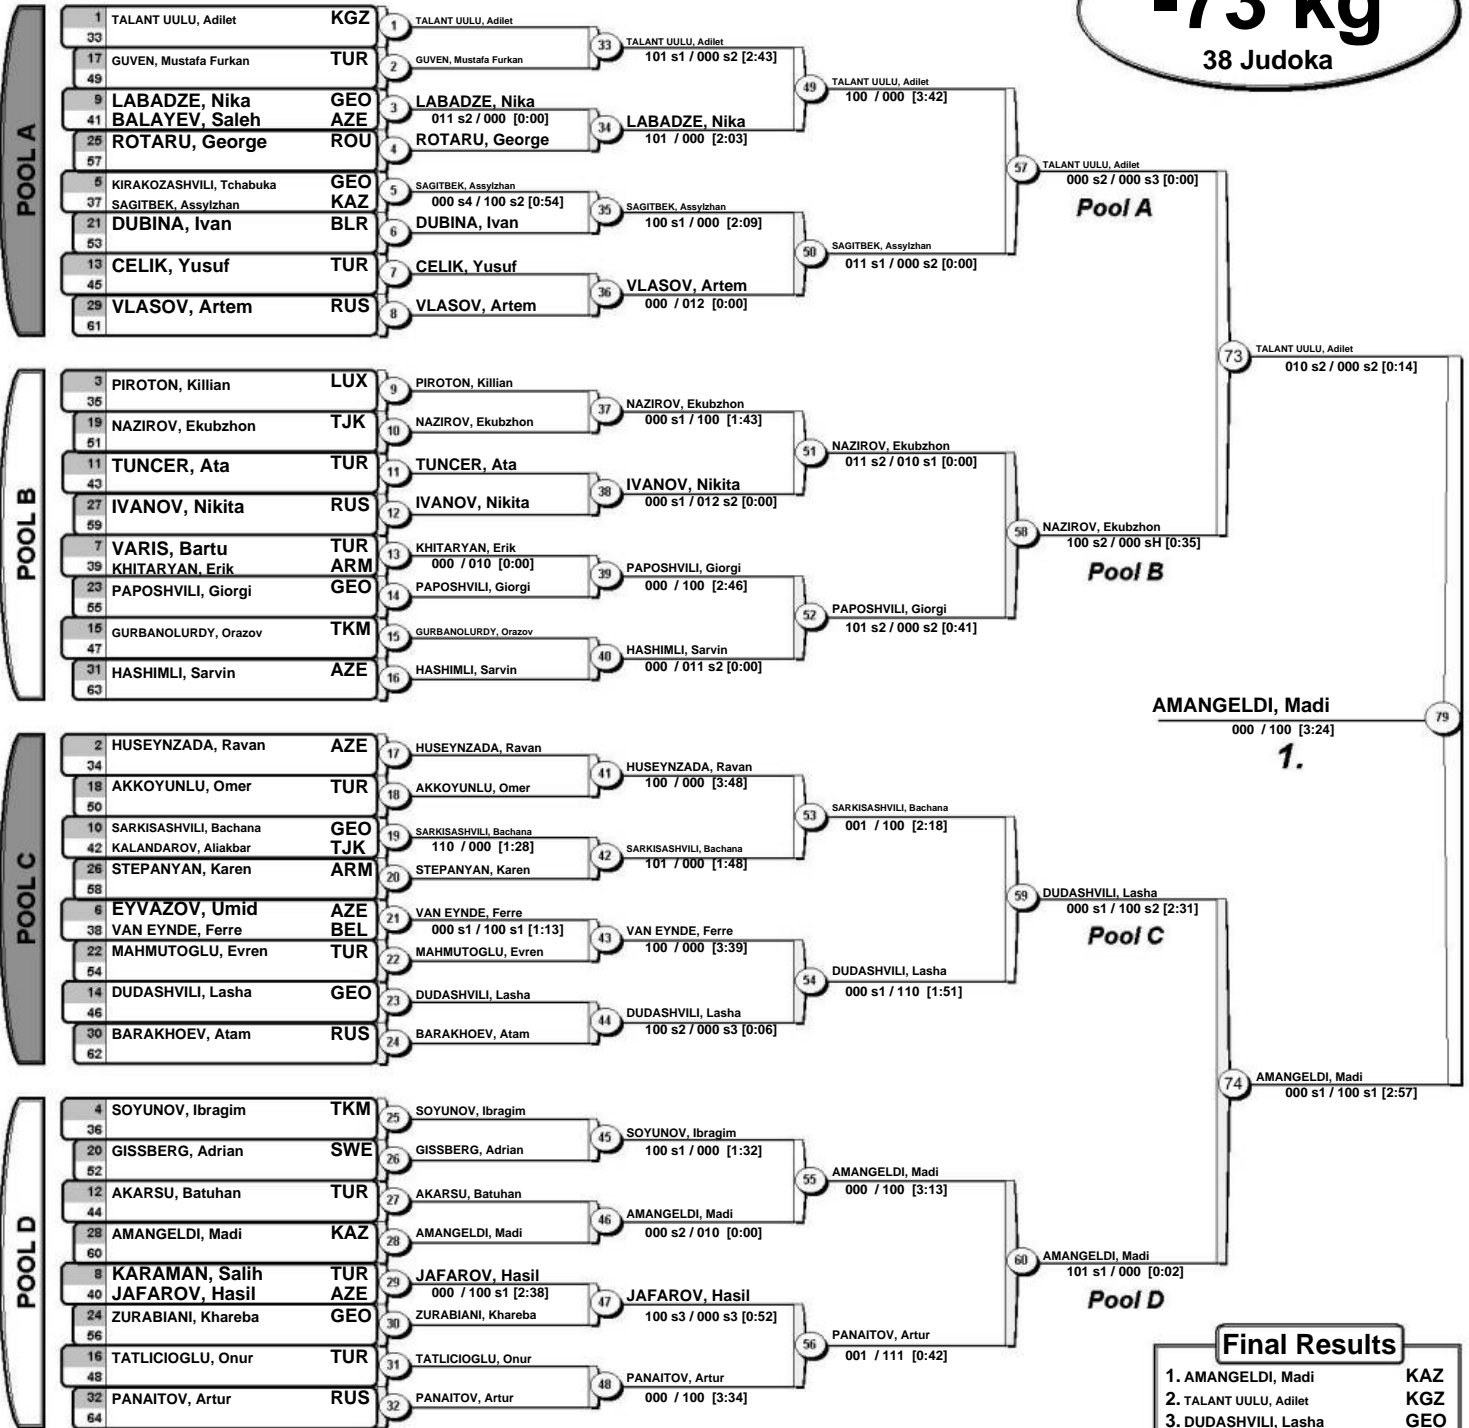 -73 kg
38 Judoka
POOL A
1 TALANT UULU, Adilet KGZ
33
17 GUVEN, Mustafa Furkan TUR
49
9 LABADZE, Nika GEO
41 BALAYEV, Saleh AZE
25 ROTARU, George ROU
57
5 KIRAKOZASHVILI, Tchabuka GEO
37 SAGITBEK, Assylzhan KAZ
21 DUBINA, Ivan BLR
53
13 CELIK, Yusuf TUR
45
29 VLASOV, Artem RUS
61
1 TALANT UULU, Adilet
2 GUVEN, Mustafa Furkan
3 LABADZE, Nika
011 s2 / 000 [0:00]
4 ROTARU, George
5 SAGITBEK, Assylzhan
000 s4 / 100 s2 [0:54]
6 DUBINA, Ivan
7 CELIK, Yusuf
8 VLASOV, Artem
33 TALANT UULU, Adilet
101 s1 / 000 s2 [2:43]
34 LABADZE, Nika
101 / 000 [2:03]
35 SAGITBEK, Assylzhan
100 s1 / 000 [2:09]
36 VLASOV, Artem
000 / 012 [0:00]
49 TALANT UULU, Adilet
100 / 000 [3:42]
50 SAGITBEK, Assylzhan
011 s1 / 000 s2 [0:00]
57 TALANT UULU, Adilet
000 s2 / 000 s3 [0:00]
Pool A
POOL B
3 PIROTON, Killian LUX
35
19 NAZIROV, Ekubzhon TJK
51
11 TUNCER, Ata TUR
43
27 IVANOV, Nikita RUS
59
7 VARIS, Bartu TUR
39 KHITARYAN, Erik ARM
23 PAPOSHVILI, Giorgi GEO
55
15 GURBANOLURDY, Orazov TKM
47
31 HASHIMLI, Sarvin AZE
63
9 PIROTON, Killian
10 NAZIROV, Ekubzhon
11 TUNCER, Ata
12 IVANOV, Nikita
13 KHITARYAN, Erik
000 / 010 [0:00]
14 PAPOSHVILI, Giorgi
15 GURBANOLURDY, Orazov
16 HASHIMLI, Sarvin
37 NAZIROV, Ekubzhon
000 s1 / 100 [1:43]
38 IVANOV, Nikita
000 s1 / 012 s2 [0:00]
39 PAPOSHVILI, Giorgi
000 / 100 [2:46]
40 HASHIMLI, Sarvin
000 / 011 s2 [0:00]
51 NAZIROV, Ekubzhon
011 s2 / 010 s1 [0:00]
52 PAPOSHVILI, Giorgi
101 s2 / 000 s2 [0:41]
58 NAZIROV, Ekubzhon
100 s2 / 000 sH [0:35]
Pool B
73 TALANT UULU, Adilet
010 s2 / 000 s2 [0:14]
AMANGELDI, Madi 79
000 / 100 [3:24]
1.
POOL C
2 HUSEYNZADA, Ravan AZE
34
18 AKKOYUNLU, Omer TUR
50
10 SARKISASHVILI, Bachana GEO
42 KALANDAROV, Aliakbar TJK
26 STEPANYAN, Karen ARM
58
6 EYVAZOV, Umid AZE
38 VAN EYNDE, Ferre BEL
22 MAHMUTOGLU, Evren TUR
54
14 DUDASHVILI, Lasha GEO
46
30 BARAKHOEV, Atam RUS
62
17 HUSEYNZADA, Ravan
18 AKKOYUNLU, Omer
19 SARKISASHVILI, Bachana
110 / 000 [1:28]
20 STEPANYAN, Karen
21 VAN EYNDE, Ferre
000 s1 / 100 s1 [1:13]
22 MAHMUTOGLU, Evren
23 DUDASHVILI, Lasha
24 BARAKHOEV, Atam
41 HUSEYNZADA, Ravan
100 / 000 [3:48]
42 SARKISASHVILI, Bachana
101 / 000 [1:48]
43 VAN EYNDE, Ferre
100 / 000 [3:39]
44 DUDASHVILI, Lasha
100 s2 / 000 s3 [0:06]
53 SARKISASHVILI, Bachana
001 / 100 [2:18]
54 DUDASHVILI, Lasha
000 s1 / 110 [1:51]
59 DUDASHVILI, Lasha
000 s1 / 100 s2 [2:31]
Pool C
POOL D
4 SOYUNOV, Ibragim TKM
36
20 GISSBERG, Adrian SWE
52
12 AKARSU, Batuhan TUR
44
28 AMANGELDI, Madi KAZ
60
8 KARAMAN, Salih TUR
40 JAFAROV, Hasil AZE
24 ZURABIANI, Khareba GEO
56
16 TATLICIOGLU, Onur TUR
48
32 PANAITOV, Artur RUS
64
25 SOYUNOV, Ibragim
26 GISSBERG, Adrian
27 AKARSU, Batuhan
28 AMANGELDI, Madi
29 JAFAROV, Hasil
000 / 100 s1 [2:38]
30 ZURABIANI, Khareba
31 TATLICIOGLU, Onur
32 PANAITOV, Artur
45 SOYUNOV, Ibragim
100 s1 / 000 [1:32]
46 AMANGELDI, Madi
000 s2 / 010 [0:00]
47 JAFAROV, Hasil
100 s3 / 000 s3 [0:52]
48 PANAITOV, Artur
000 / 100 [3:34]
55 AMANGELDI, Madi
000 / 100 [3:13]
56 PANAITOV, Artur
001 / 111 [0:42]
60 AMANGELDI, Madi
101 s1 / 000 [0:02]
Pool D
74 AMANGELDI, Madi
000 s1 / 100 s1 [2:57]
Final Results
1. AMANGELDI, Madi KAZ
2. TALANT UULU, Adilet KGZ
3. DUDASHVILI, Lasha GEO